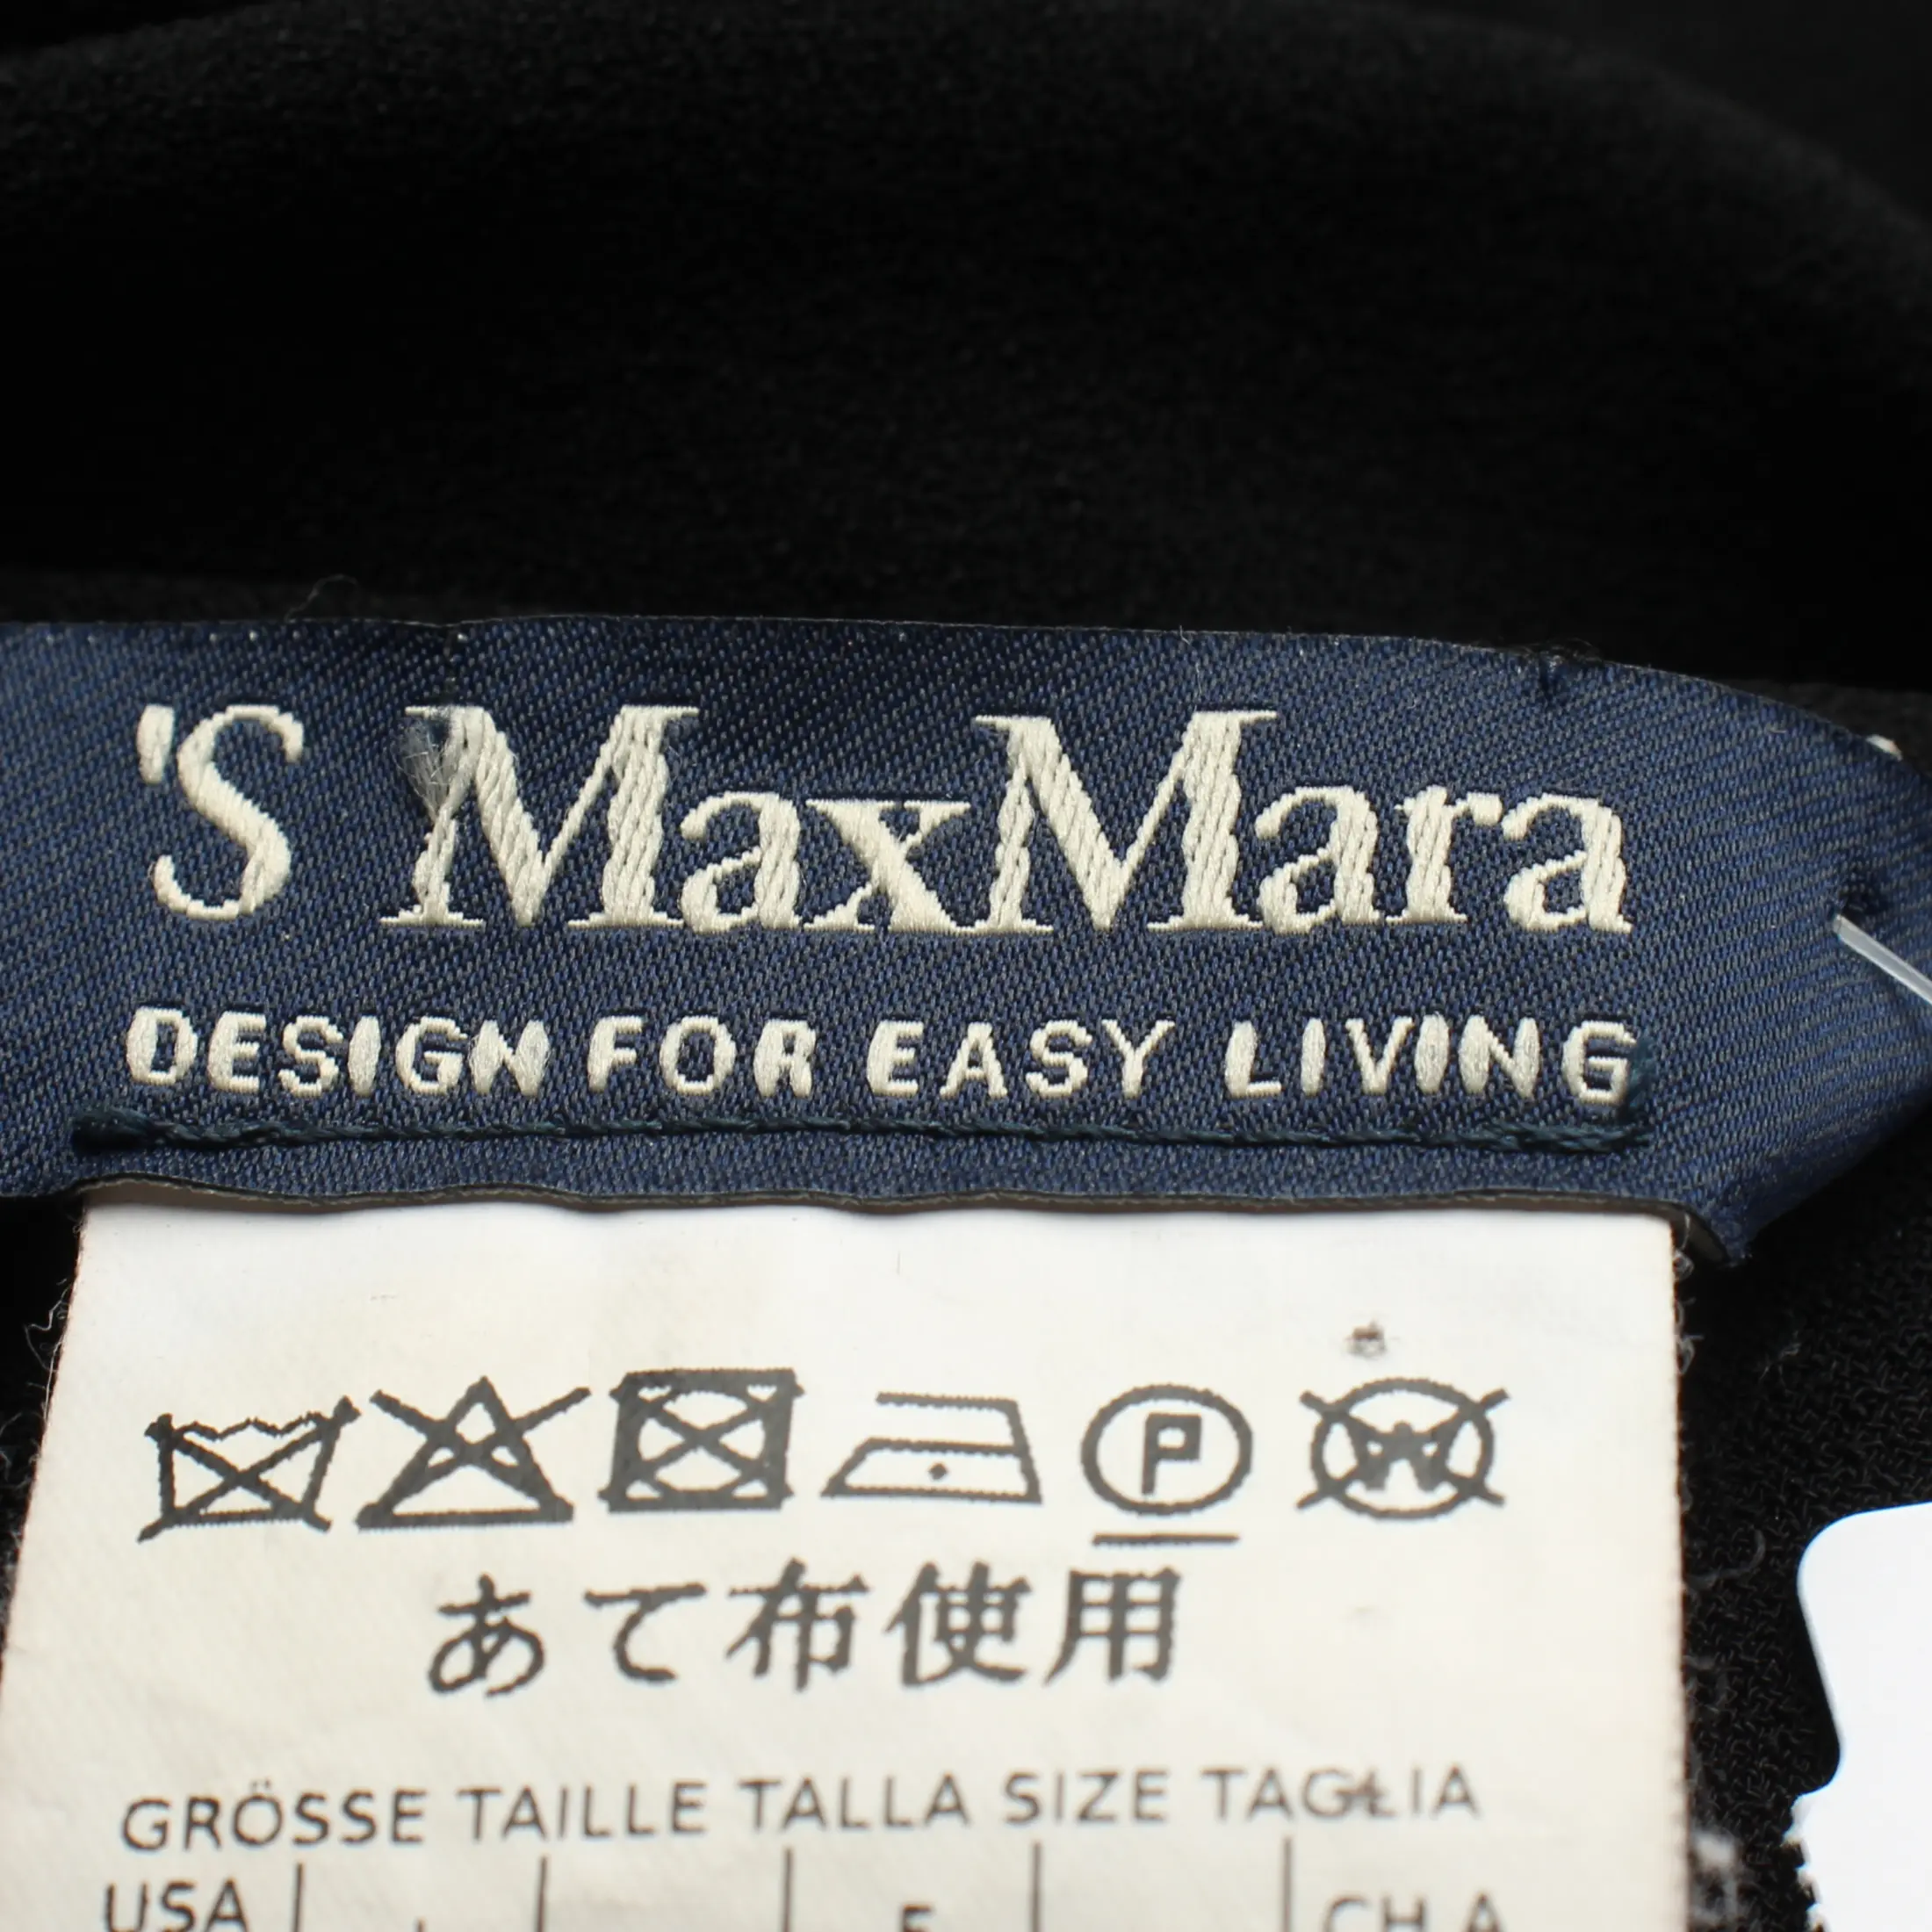 'S MaxMara
DESIGN FOR EASY LIVING
P W
あて布使用
GRÖSSE TAILLE TALLA SIZE TAGLIA
USA